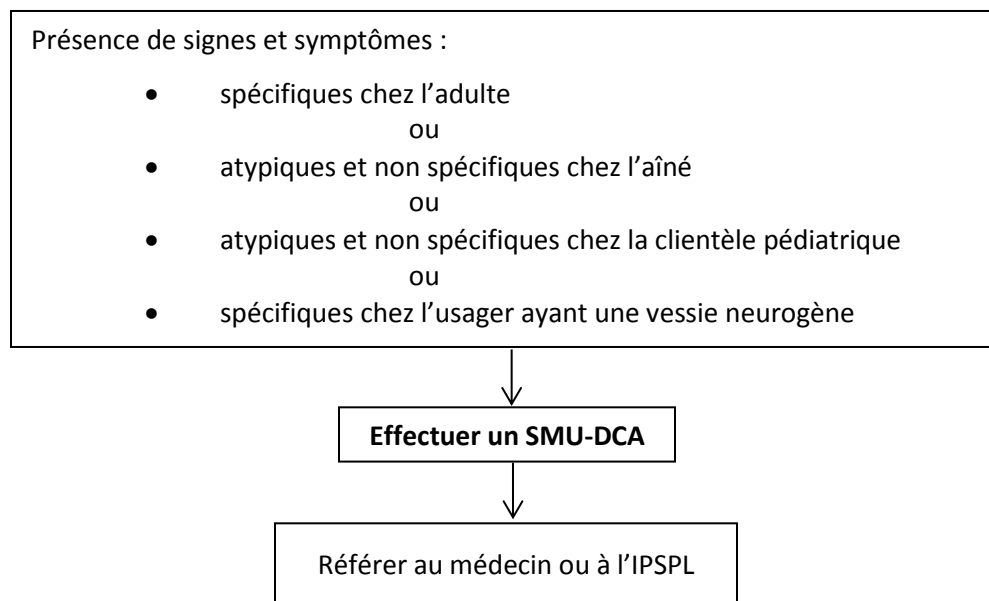 Présence de signes et symptômes :
• spécifiques chez l'adulte
ou
• atypiques et non spécifiques chez l'aîné
ou
• atypiques et non spécifiques chez la clientèle pédiatrique
ou
• spécifiques chez l'usager ayant une vessie neurogène
Effectuer un SMU-DCA
Référer au médecin ou à l'IPSPL